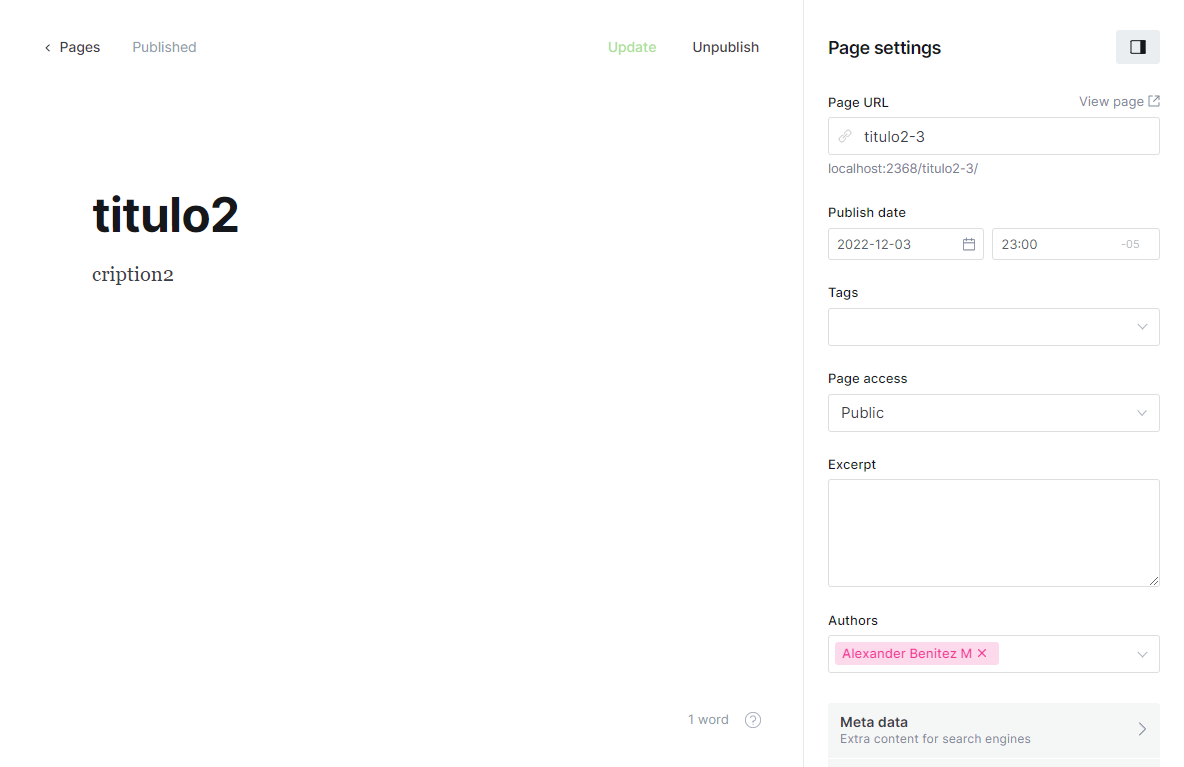 Pages Published Update Unpublish
titulo2
cription2
1 word
Page settings
Page URL View page
titulo2-3
localhost:2368/titulo2-3/
Publish date
2022-12-03 23:00 -05
Tags
Page access
Public
Excerpt
Authors
Alexander Benitez M ×
Meta data
Extra content for search engines